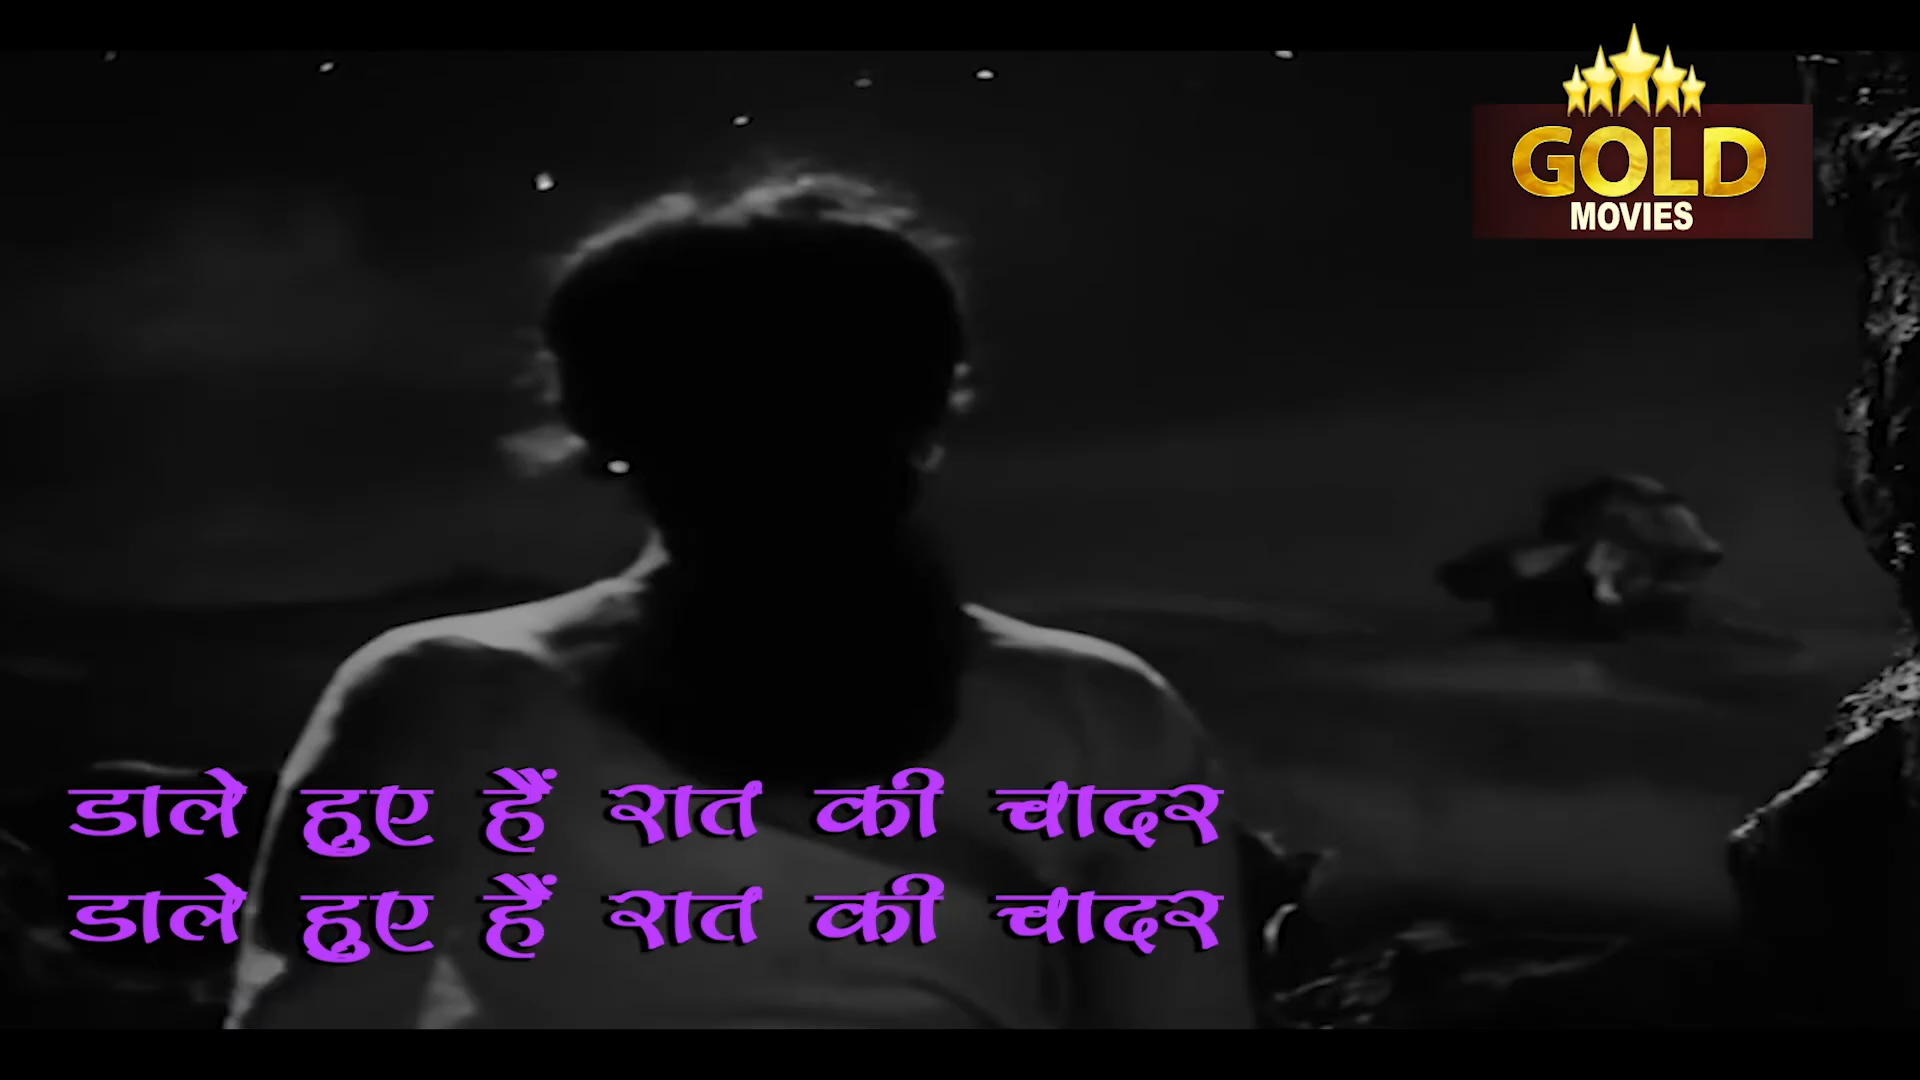 GOLD
MOVIES
डाले हुए हैं रात की चादर
डाले हुए हैं रात की चादर